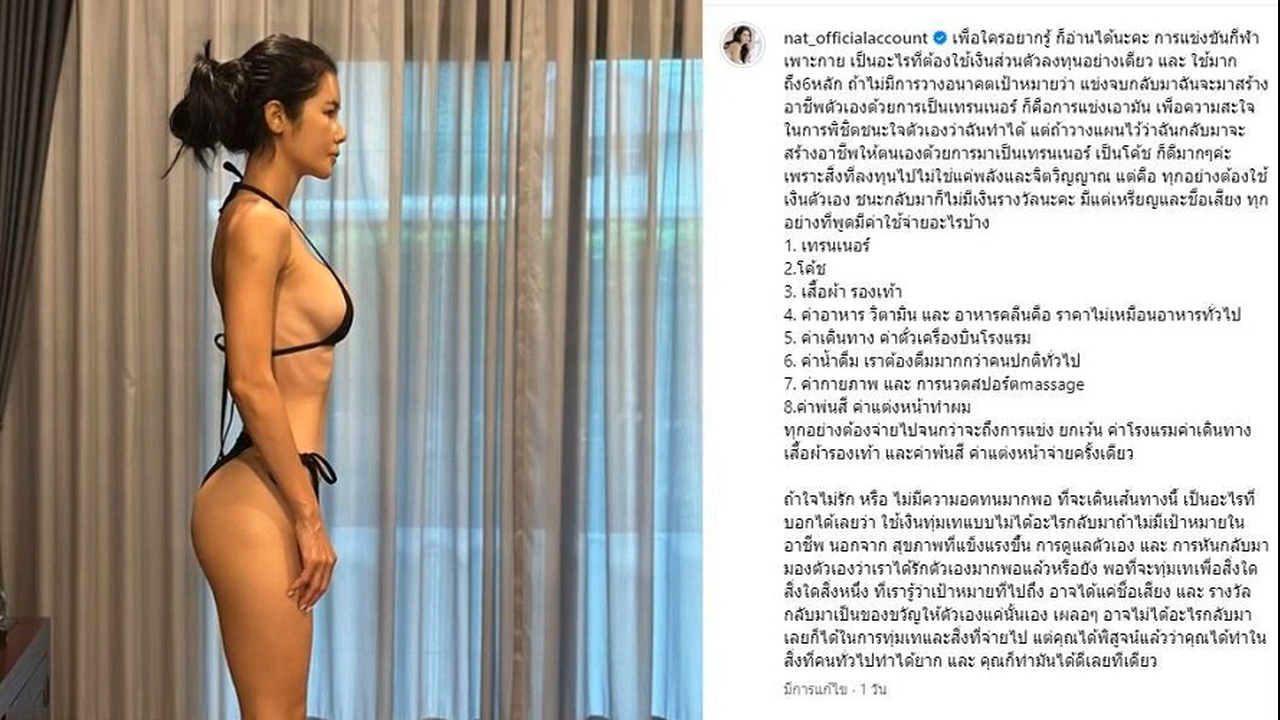 nat_officialaccount เพื่อใครอยากรู้ ก็อ่านได้นะคะ การแข่งขันกีฬา
เพาะกาย เป็นอะไรที่ต้องใช้เงินส่วนตัวลงทุนอย่างเดียว และ ใช้มาก
ถึง6หลัก ถ้าไม่มีการวางอนาคตเป้าหมายว่า แข่งจบกลับมาฉันจะมาสร้าง
อาชีพตัวเองด้วยการเป็นเทรนเนอร์ ก็คือการแข่งเอามัน เพื่อความสะใจ
ในการพิชิตชนะใจตัวเองว่าฉันทำได้ แต่ถ้าวางแผนไว้ว่าฉันกลับมาจะ
สร้างอาชีพให้ตนเองด้วยการมาเป็นเทรนเนอร์ เป็นโค้ช ก็ดีมากๆค่ะ
เพราะสิ่งที่ลงทุนไปไม่ใช่แค่พลังและจิตวิญญาณ แต่คือ ทุกอย่างต้องใช้
เงินตัวเอง ชนะกลับมาก็ไม่มีเงินรางวัลนะคะ มีแต่เหรียญและชื่อเสียง ทุก
อย่างที่พูดมีค่าใช้จ่ายอะไรบ้าง
1. เทรนเนอร์
2.โค้ช
3. เสื้อผ้า รองเท้า
4. ค่าอาหาร วิตามิน และ อาหารคลีนคือ ราคาไม่เหมือนอาหารทั่วไป
5. ค่าเดินทาง ค่าตั๋วเครื่องบินโรงแรม
6. ค่าน้ำดื่ม เราต้องดื่มมากกว่าคนปกติทั่วไป
7. ค่ากายภาพ และ การนวดสปอร์ตmassage
8.ค่าพ่นสี ค่าแต่งหน้าทำผม
ทุกอย่างต้องจ่ายไปจนกว่าจะถึงการแข่ง ยกเว้น ค่าโรงแรมค่าเดินทาง
เสื้อผ้ารองเท้า และค่าพ้นสี ค่าแต่งหน้าจ่ายครั้งเดียว
ถ้าใจไม่รัก หรือ ไม่มีความอดทนมากพอ ที่จะเดินเส้นทางนี้ เป็นอะไรที่
บอกได้เลยว่า ใช้เงินทุ่มเทแบบไม่ได้อะไรกลับมาถ้าไม่มีเป้าหมายใน
อาชีพ นอกจาก สุขภาพที่แข็งแรงขึ้น การดูแลตัวเอง และ การหันกลับมา
มองตัวเองว่าเราได้รักตัวเองมากพอแล้วหรือยัง พอที่จะทุ่มเทเพื่อสิ่งใด
สิ่งใดสิ่งหนึ่ง ที่เรารู้ว่าเป้าหมายที่ไปถึง อาจได้แค่ชื่อเสียง และ รางวัล
กลับมาเป็นของขวัญให้ตัวเองแค่นั้นเอง เผลอๆ อาจไม่ได้อะไรกลับมา
เลยก็ได้ในการทุ่มเทและสิ่งที่จ่ายไป แต่คุณได้พิสูจน์แล้วว่าคุณได้ทำใน
สิ่งที่คนทั่วไปทำได้ยาก และ คุณก็ทำมันได้ดีเลยทีเดียว
มีการแก้ไข · 1 วัน